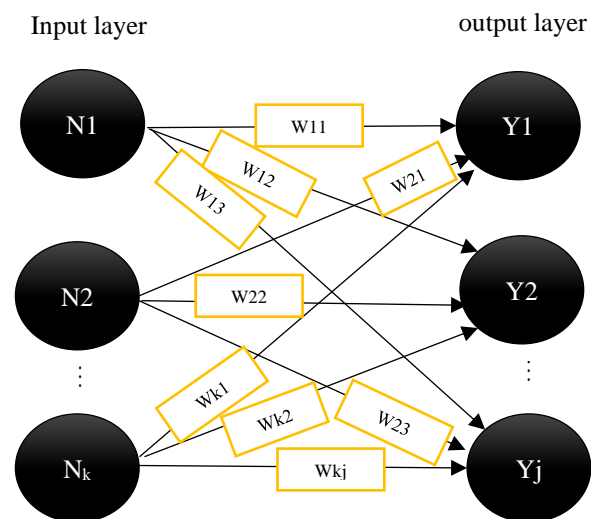 Input layer
output layer
N1
W11
Y1
W12
W21
W13
N2
W22
Y2
⋮
⋮
Wk1
Wk2
W23
Nk
Wkj
Yj